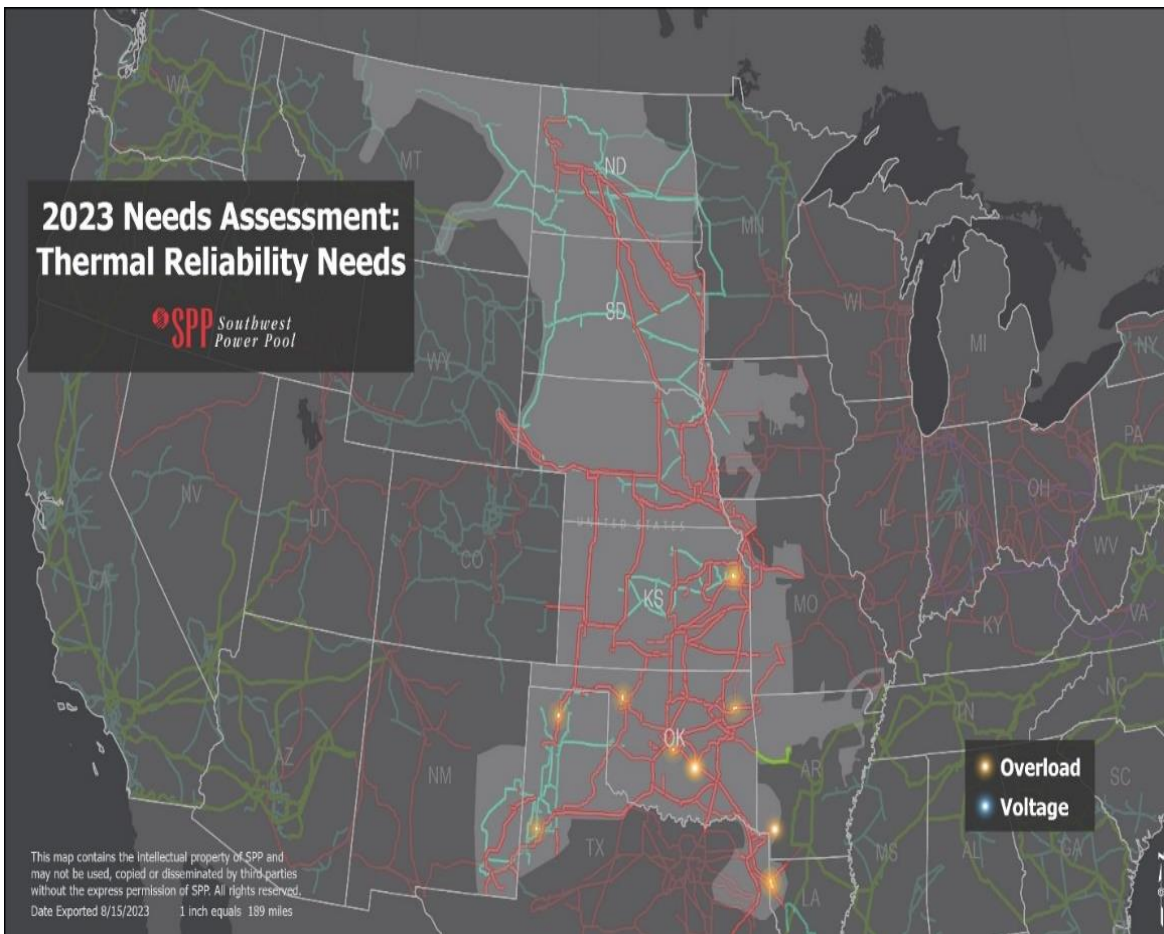 2023 Needs Assessment:
Thermal Reliability Needs
SPP Southwest
Power Pool
WA
MT
ND
MN
SD
WI
MI
NY
WY
IA
PA
NV
UT
CO
UNITED STATES
IL
IN
OH
WV
VA
CA
KS
MO
KY
AZ
NM
OK
AR
TN
NC
SC
TX
LA
MS
AL
GA
Overload
Voltage
This map contains the intellectual property of SPP and
may not be used, copied or disseminated by third parties
without the express permission of SPP. All rights reserved.
Date Exported 8/15/2023 1 inch equals 189 miles